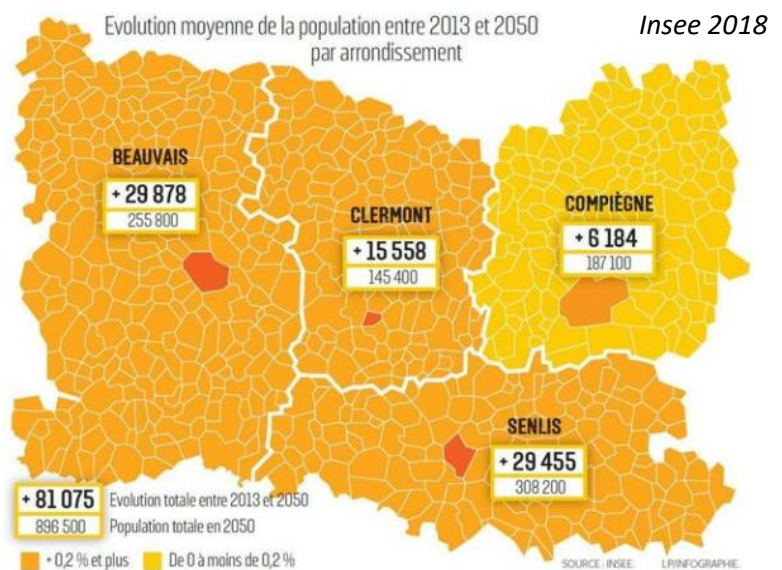 Evolution moyenne de la population entre 2013 et 2050
par arrondissement
Insee 2018
BEAUVAIS
+ 29 878
255 800
CLERMONT
+ 15 558
145 400
COMPIÈGNE
+ 6 184
187 100
SENLIS
+ 29 455
308 200
+ 81 075 Evolution totale entre 2013 et 2050
896 500 Population totale en 2050
+ 0,2 % et plus De 0 à moins de 0,2 %
SOURCE : INSEE. LP/INFOGRAPHIE.